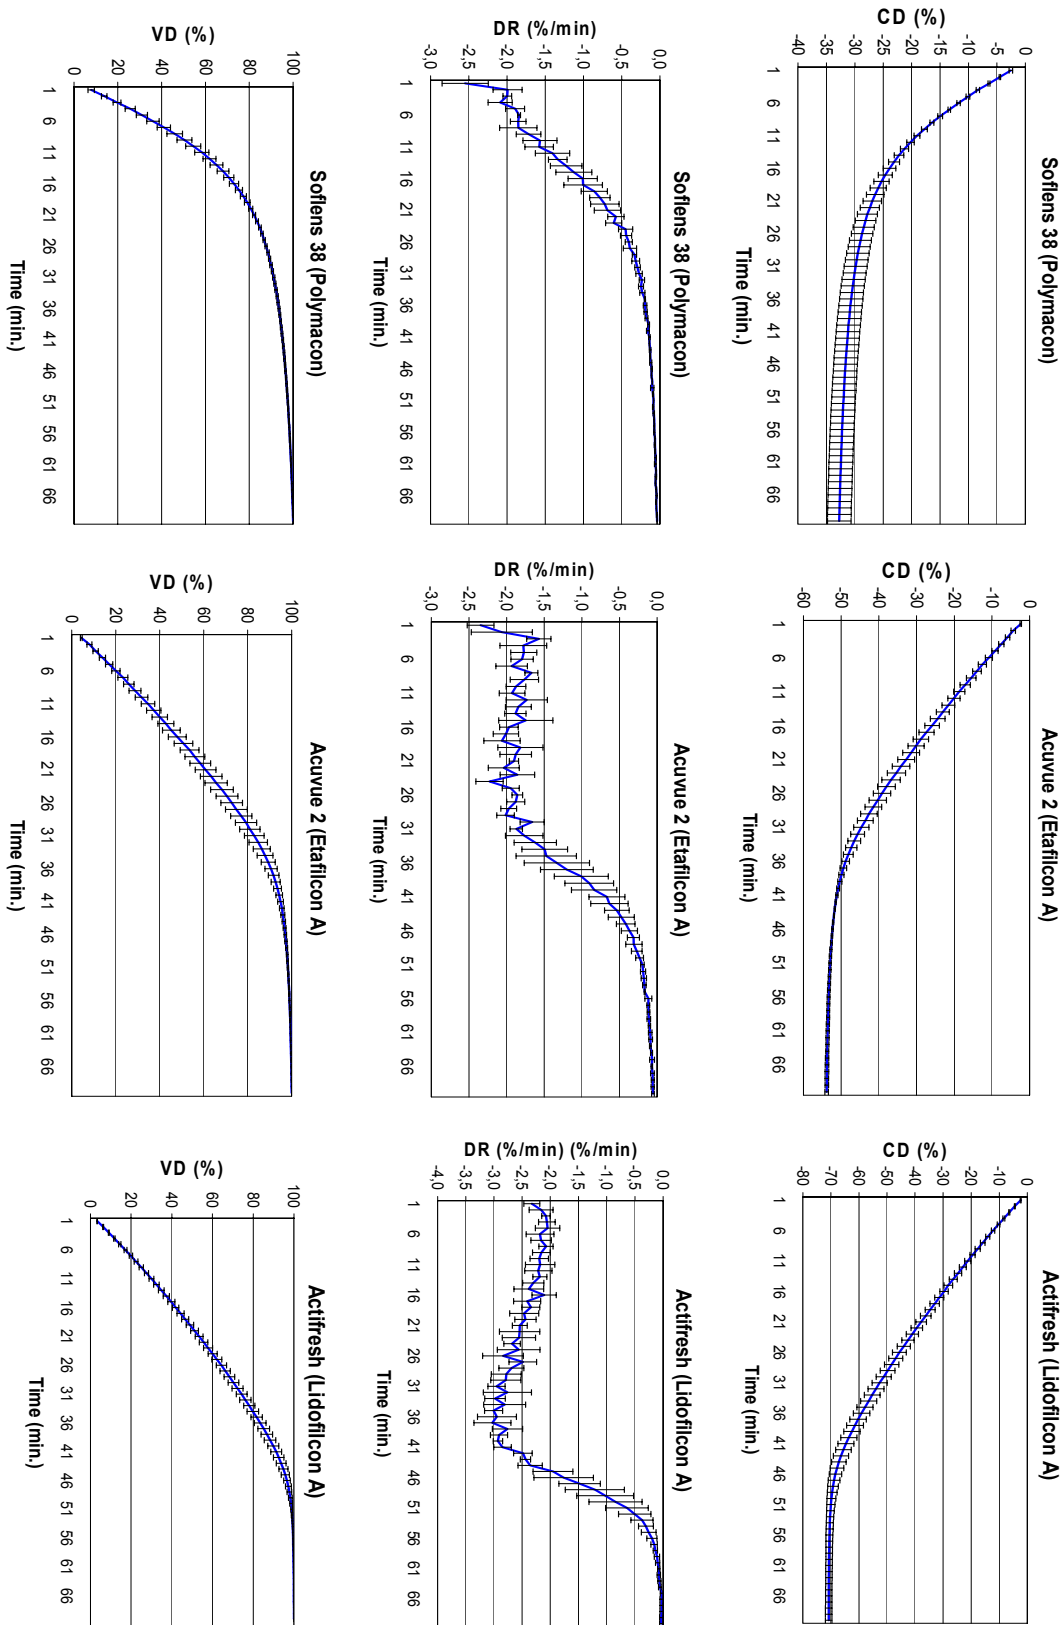 Soflens 38 (Polymacon)
CD (%)
0
-5
-10
-15
-20
-25
-30
-35
-40
1 6 11 16 21 26 31 36 41 46 51 56 61 66
Time (min.)
Acuvue 2 (Etafilcon A)
CD (%)
0
-10
-20
-30
-40
-50
-60
1 6 11 16 21 26 31 36 41 46 51 56 61 66
Time (min.)
Actifresh (Lidofilcon A)
CD (%)
0
-10
-20
-30
-40
-50
-60
-70
-80
1 6 11 16 21 26 31 36 41 46 51 56 61 66
Time (min.)
Soflens 38 (Polymacon)
DR (%/min)
0,0
-0,5
-1,0
-1,5
-2,0
-2,5
-3,0
1 6 11 16 21 26 31 36 41 46 51 56 61 66
Time (min.)
Acuvue 2 (Etafilcon A)
DR (%/min)
0,0
-0,5
-1,0
-1,5
-2,0
-2,5
-3,0
1 6 11 16 21 26 31 36 41 46 51 56 61 66
Time (min.)
Actifresh (Lidofilcon A)
DR (%/min) (%/min)
0,0
-0,5
-1,0
-1,5
-2,0
-2,5
-3,0
-3,5
-4,0
1 6 11 16 21 26 31 36 41 46 51 56 61 66
Time (min.)
Soflens 38 (Polymacon)
VD (%)
100
80
60
40
20
0
1 6 11 16 21 26 31 36 41 46 51 56 61 66
Time (min.)
Acuvue 2 (Etafilcon A)
VD (%)
100
80
60
40
20
0
1 6 11 16 21 26 31 36 41 46 51 56 61 66
Time (min.)
Actifresh (Lidofilcon A)
VD (%)
100
80
60
40
20
0
1 6 11 16 21 26 31 36 41 46 51 56 61 66
Time (min.)